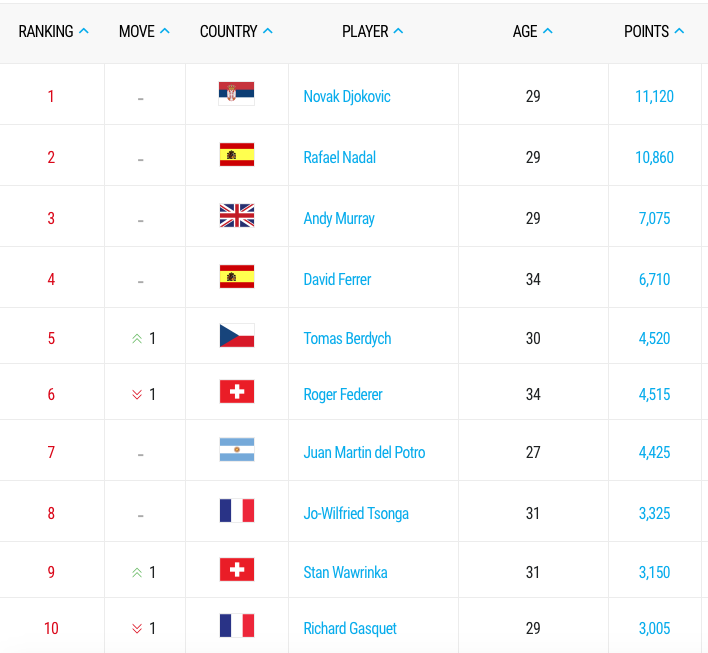 RANKING MOVE COUNTRY PLAYER AGE POINTS
1 - Novak Djokovic 29 11,120
2 - Rafael Nadal 29 10,860
3 - Andy Murray 29 7,075
4 - David Ferrer 34 6,710
5 1 Tomas Berdych 30 4,520
6 1 Roger Federer 34 4,515
7 - Juan Martin del Potro 27 4,425
8 - Jo-Wilfried Tsonga 31 3,325
9 1 Stan Wawrinka 31 3,150
10 1 Richard Gasquet 29 3,005